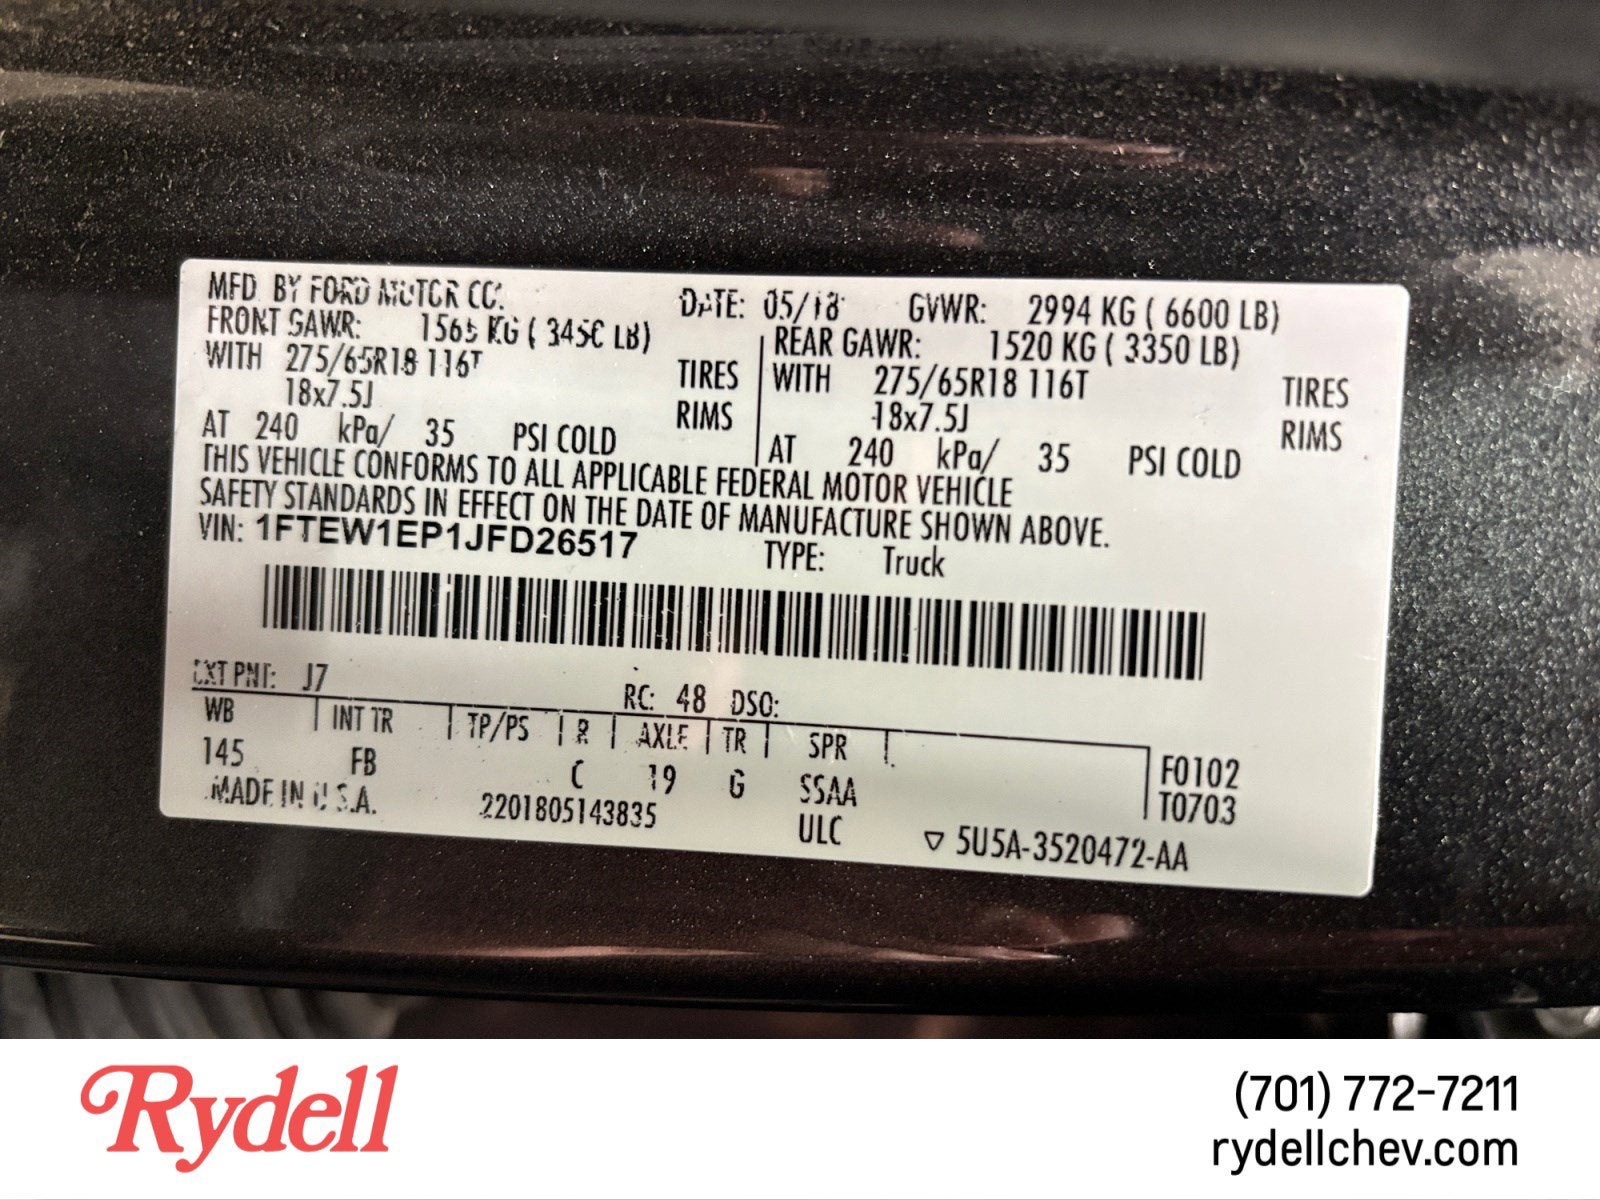 MFD. BY FORD MOTOR CO. DATE: 05/18 GVWR: 2994 KG ( 6600 LB)
FRONT GAWR: 1565 KG ( 3450 LB) REAR GAWR: 1520 KG ( 3350 LB)
WITH 275/65R18 116T TIRES WITH 275/65R18 116T TIRES
18x7.5J RIMS 18x7.5J RIMS
AT 240 kPa/ 35 PSI COLD AT 240 kPa/ 35 PSI COLD
THIS VEHICLE CONFORMS TO ALL APPLICABLE FEDERAL MOTOR VEHICLE
SAFETY STANDARDS IN EFFECT ON THE DATE OF MANUFACTURE SHOWN ABOVE.
VIN: 1FTEW1EP1JFD26517 TYPE: Truck
EXT PNT: J7 RC: 48 DSO:
WB INT TR TP/PS R AXLE TR SPR
145 FB C 19 G SSAA F0102
MADE IN U.S.A. 2201805143835 ULC T0703
▽ 5U5A-3520472-AA
Rydell
(701) 772-7211
rydellchev.com